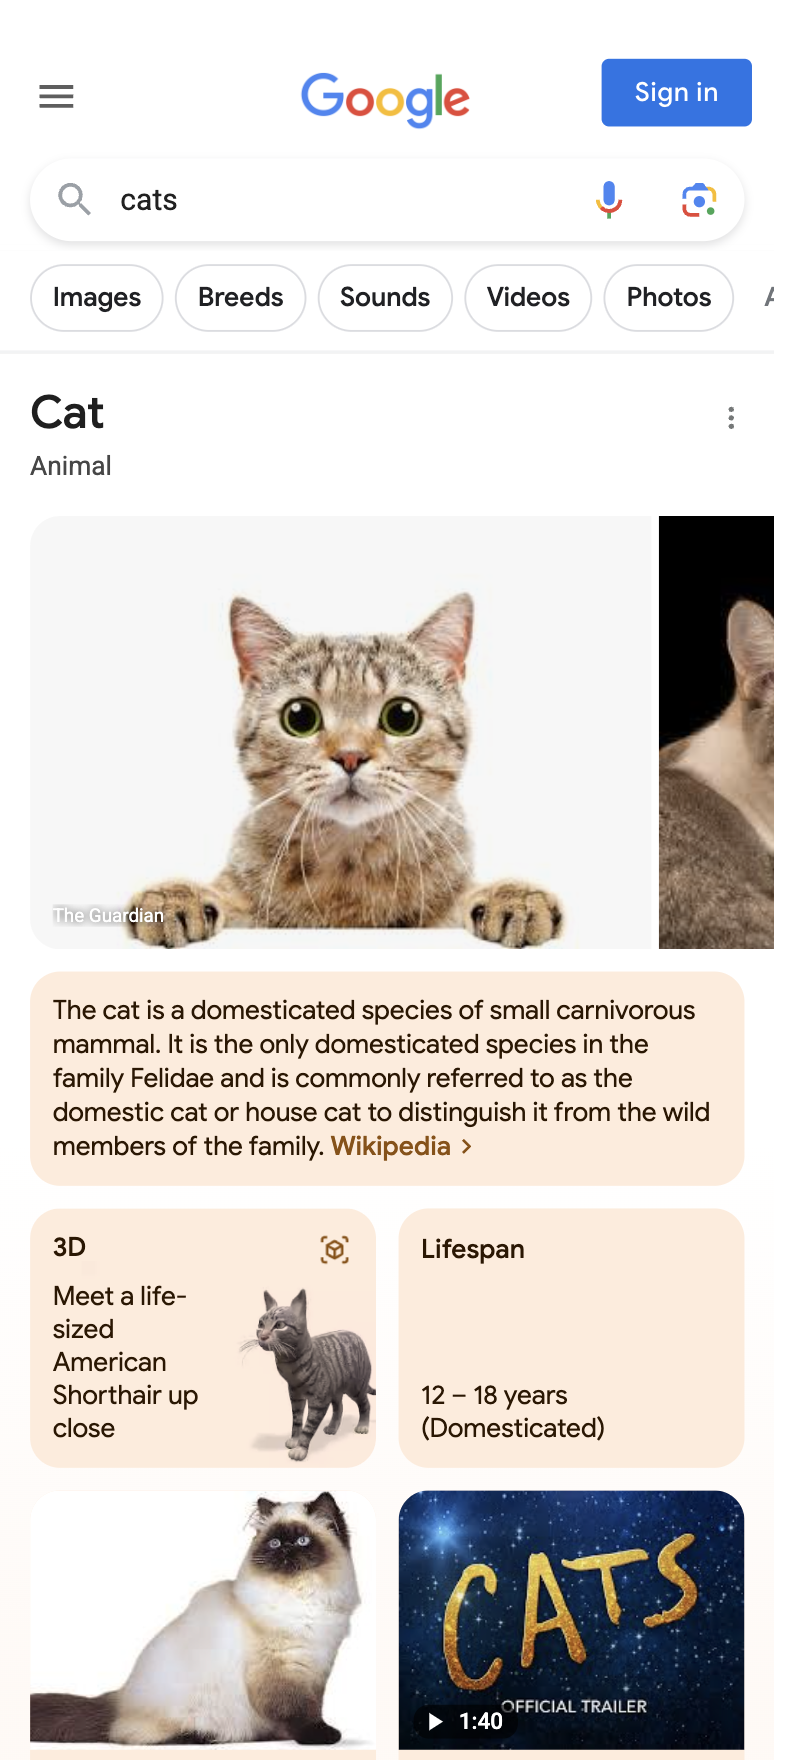 Google
Sign in
cats
Images
Breeds
Sounds
Videos
Photos
Cat
Animal
The Guardian
The cat is a domesticated species of small carnivorous
mammal. It is the only domesticated species in the
family Felidae and is commonly referred to as the
domestic cat or house cat to distinguish it from the wild
members of the family. Wikipedia >
3D
Meet a life-
sized
American
Shorthair up
close
Lifespan
12 – 18 years
(Domesticated)
CATS
OFFICIAL TRAILER
1:40